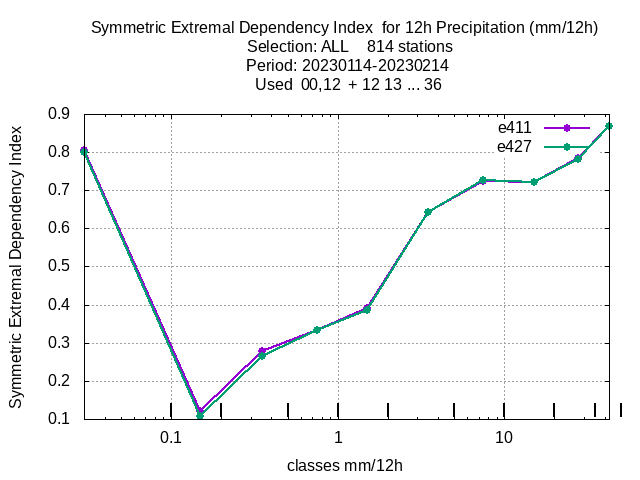 Symmetric Extremal Dependency Index  for 12h Precipitation (mm/12h)
Selection: ALL    814 stations
Period: 20230114-20230214
Used  00,12  + 12 13 ... 36
e411
e427
Symmetric Extremal Dependency Index
0.9
0.8
0.7
0.6
0.5
0.4
0.3
0.2
0.1
0.1 1 10
classes mm/12h